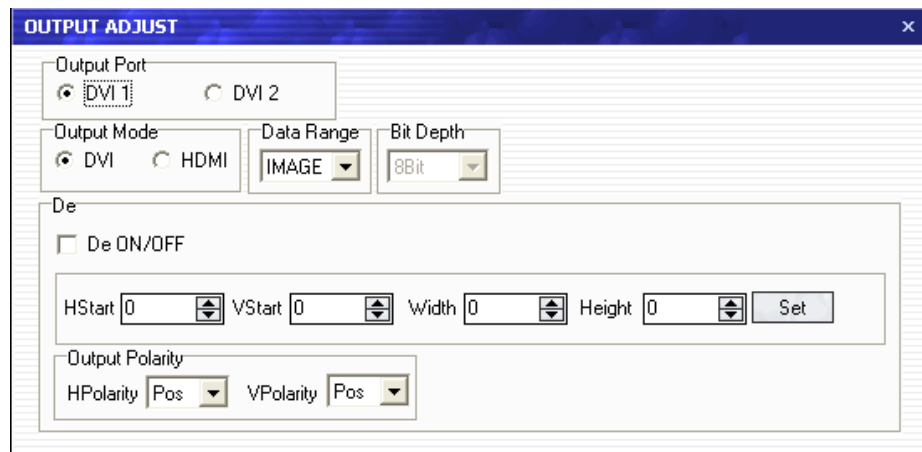 OUTPUT ADJUST x
Output Port
DVI 1 DVI 2
Output Mode Data Range Bit Depth
DVI HDMI IMAGE 8Bit
De
De ON/OFF
HStart 0 VStart 0 Width 0 Height 0 Set
Output Polarity
HPolarity Pos VPolarity Pos